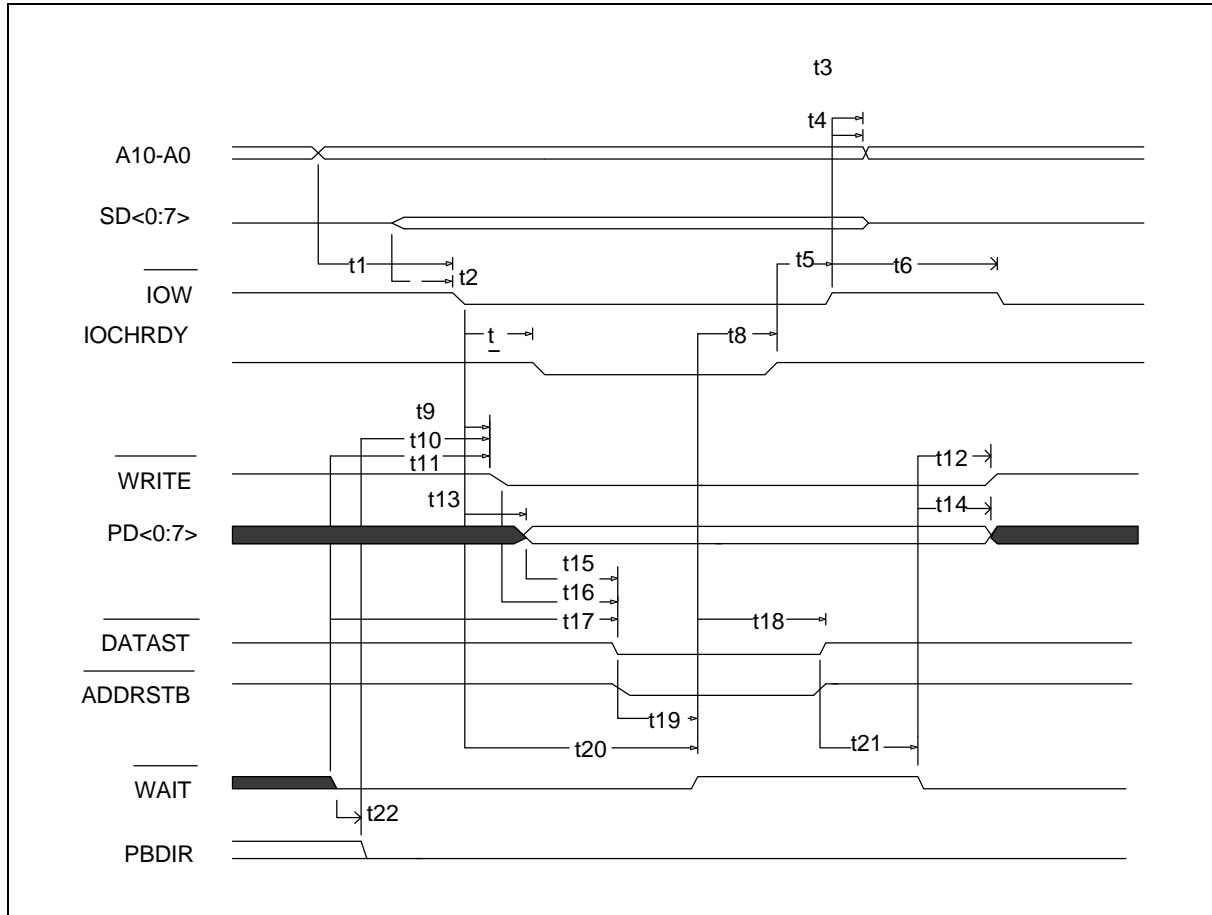 t3
t4
A10-A0
SD<0:7>
t1
t2
t5
t6
IOW
IOCHRDY
t
t8
t9
t10
t11
t12
WRITE
t13
t14
PD<0:7>
t15
t16
t17
t18
DATAST
ADDRSTB
t19
t20
t21
WAIT
t22
PBDIR